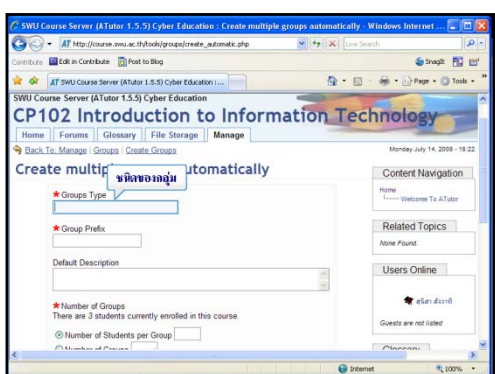 SWU Course Server (ATutor 1.5.5) Cyber Education : Create multiple groups automatically - Windows Internet ...
http://course.swu.ac.th/tools/groups/create_automatic.php
Live Search
Contribute Edit in Contribute Post to Blog
SnagIt
SWU Course Server (ATutor 1.5.5) Cyber Education :...
Page Tools
SWU Course Server (ATutor 1.5.5) Cyber Education
CP102 Introduction to Information Technology
Home Forums Glossary File Storage Manage
Back To: Manage | Groups | Create Groups
Monday July 14, 2008 - 18:22
Create multip utomatically
ชนิดของกลุ่ม
Groups Type
Group Prefix
Default Description
Number of Groups
There are 3 students currently enrolled in this course.
Number of Students per Group
Number of Groups
Content Navigation
Home
Welcome To ATutor
Related Topics
None Found.
Users Online
Guests are not listed
Glossary
Internet
100%